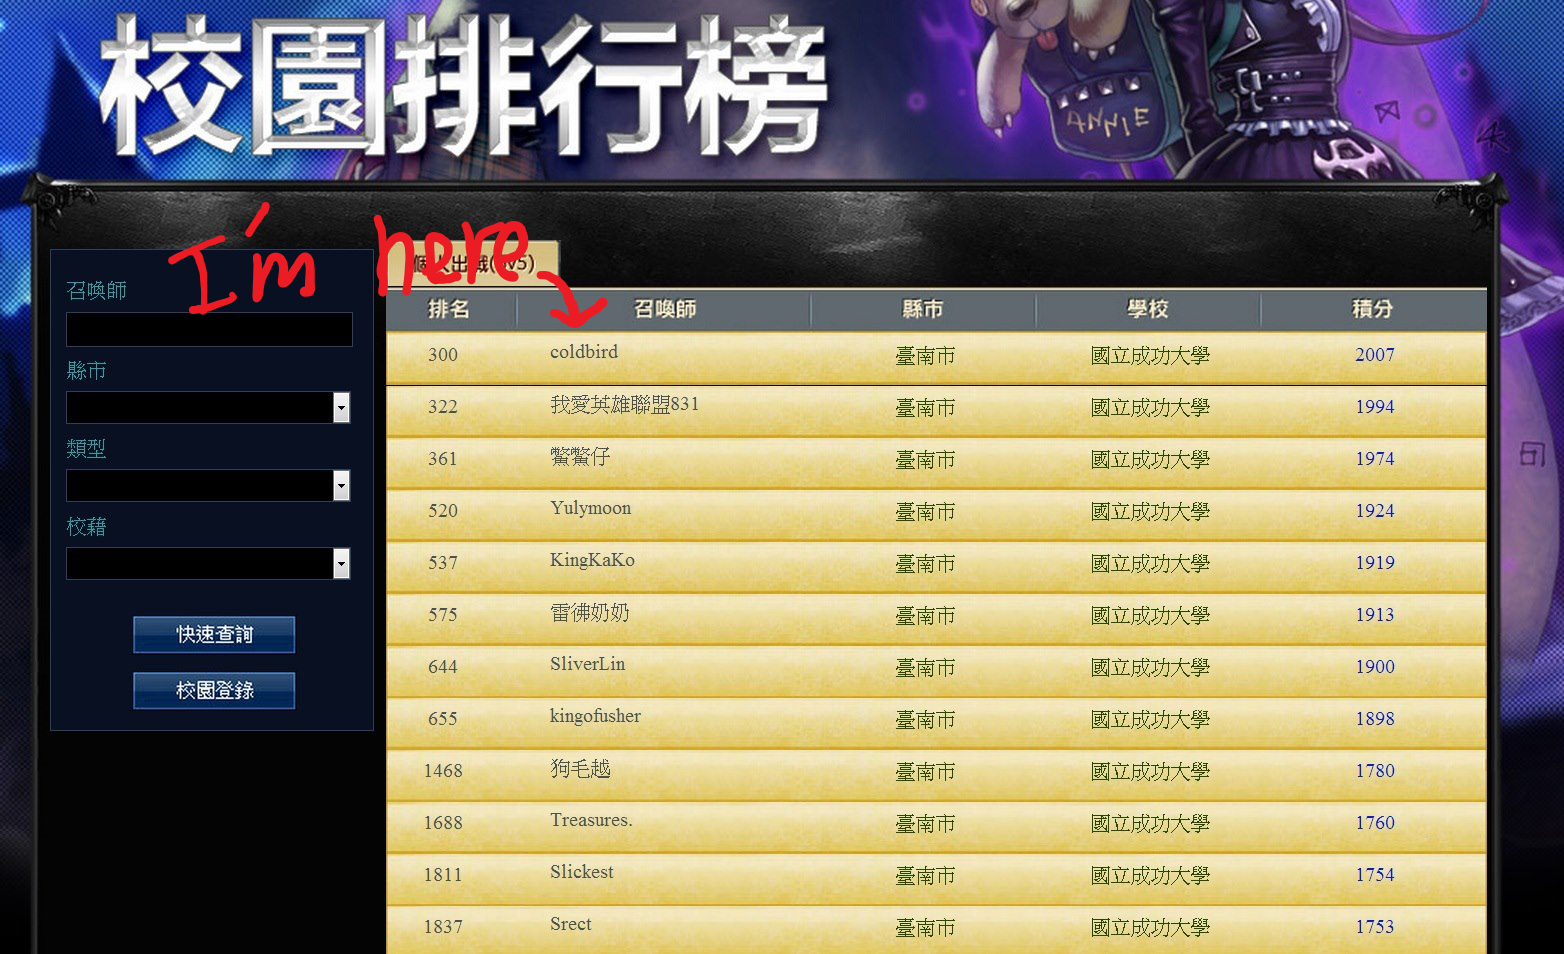 校園排行榜
ANNIE
I'm here
召喚師
縣市
類型
校藉
快速查詢
校園登錄
排名 召喚師 縣市 學校 積分
300 coldbird 臺南市 國立成功大學 2007
322 我愛英雄聯盟831 臺南市 國立成功大學 1994
361 鱉鱉仔 臺南市 國立成功大學 1974
520 Yulymoon 臺南市 國立成功大學 1924
537 KingKaKo 臺南市 國立成功大學 1919
575 雷彿奶奶 臺南市 國立成功大學 1913
644 SliverLin 臺南市 國立成功大學 1900
655 kingofusher 臺南市 國立成功大學 1898
1468 狗毛越 臺南市 國立成功大學 1780
1688 Treasures. 臺南市 國立成功大學 1760
1811 Slickest 臺南市 國立成功大學 1754
1837 Srect 臺南市 國立成功大學 1753